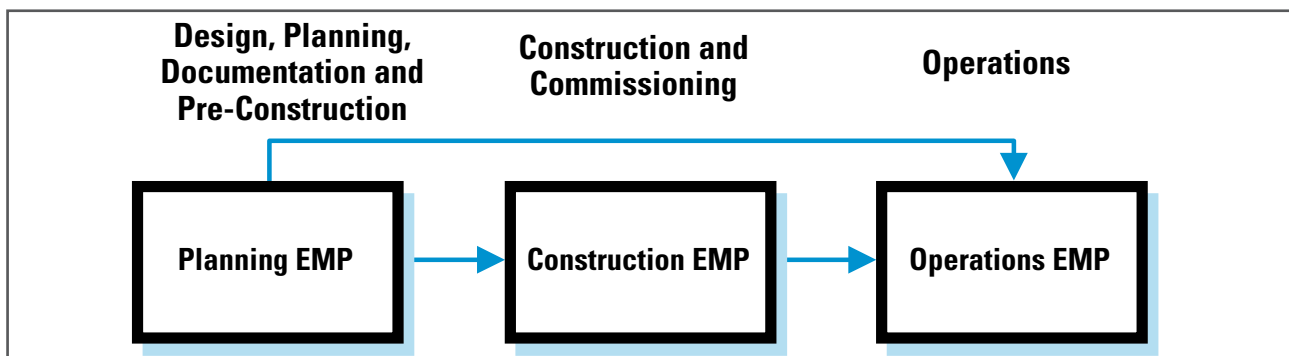 Design, Planning,
Documentation and
Pre-Construction
Construction and
Commissioning
Operations
Planning EMP
Construction EMP
Operations EMP